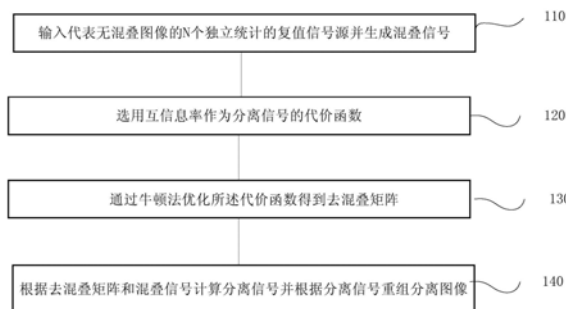 输入代表无混叠图像的N个独立统计的复值信号源并生成混叠信号
110
选用互信息率作为分离信号的代价函数
120
通过牛顿法优化所述代价函数得到去混叠矩阵
130
根据去混叠矩阵和混叠信号计算分离信号并根据分离信号重组分离图像
140